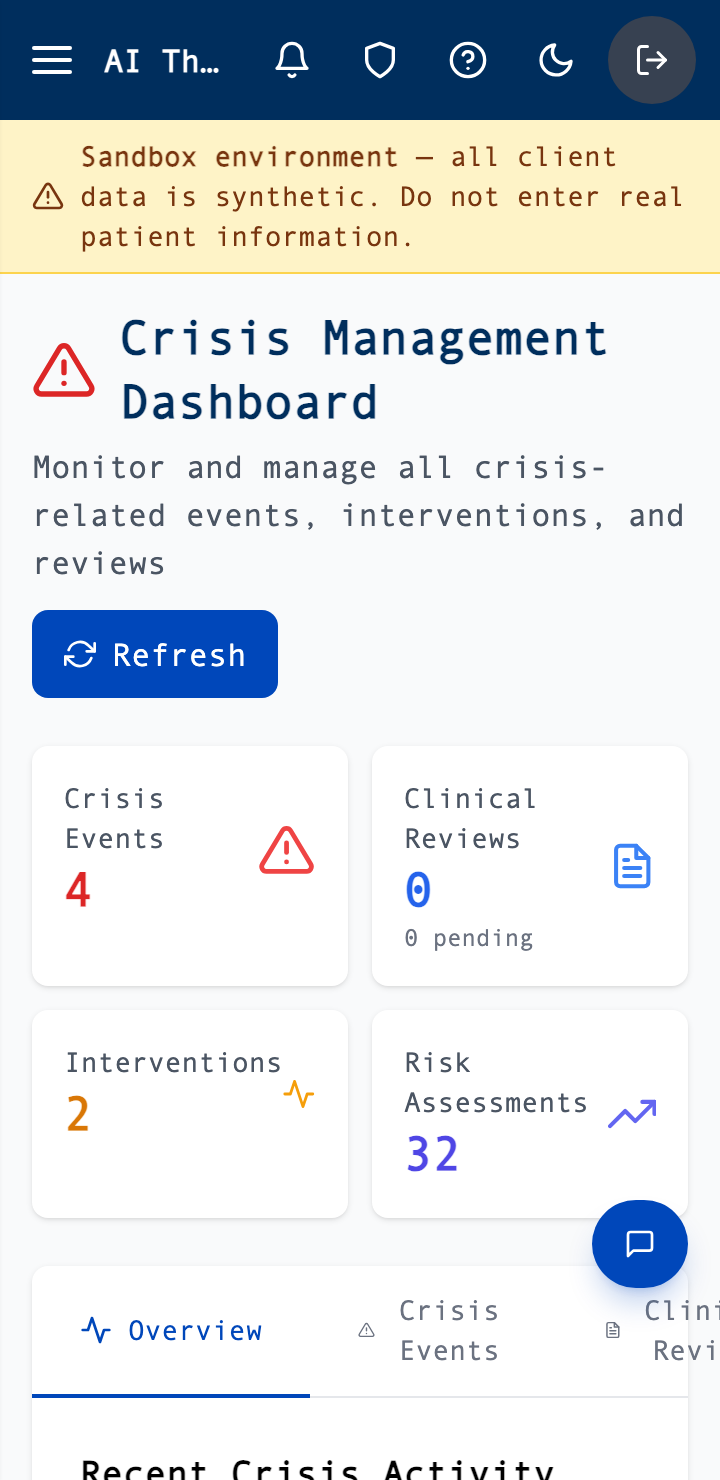 AI Th…
Sandbox environment — all client
data is synthetic. Do not enter real
patient information.
Crisis Management
Dashboard
Monitor and manage all crisis-
related events, interventions, and
reviews
Refresh
Crisis
Events
4
Clinical
Reviews
0
0 pending
Interventions
2
Risk
Assessments
32
Overview
Crisis
Events
Clini
Revi
Recent Crisis Activity